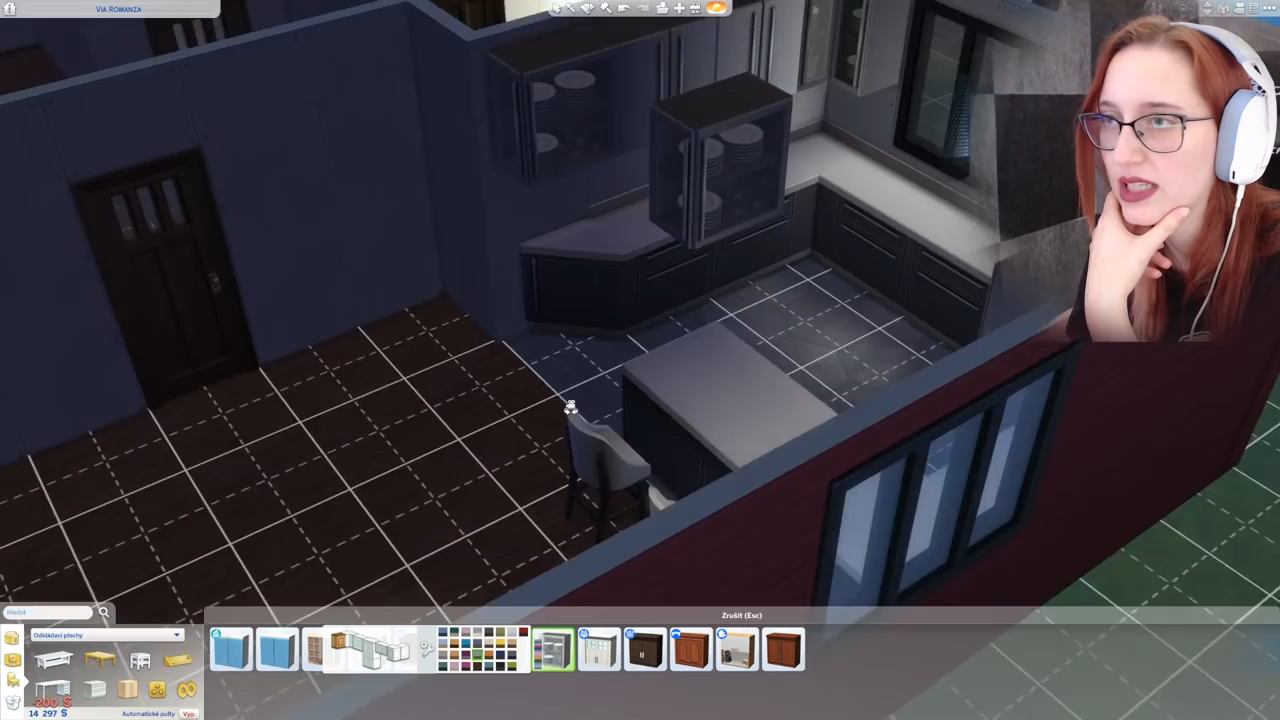 VIA ROMANZA
Zrušit (Esc)
Hledat
Odkládací plochy
-200 $
14 297 $
Automatické pulty
Vyp.